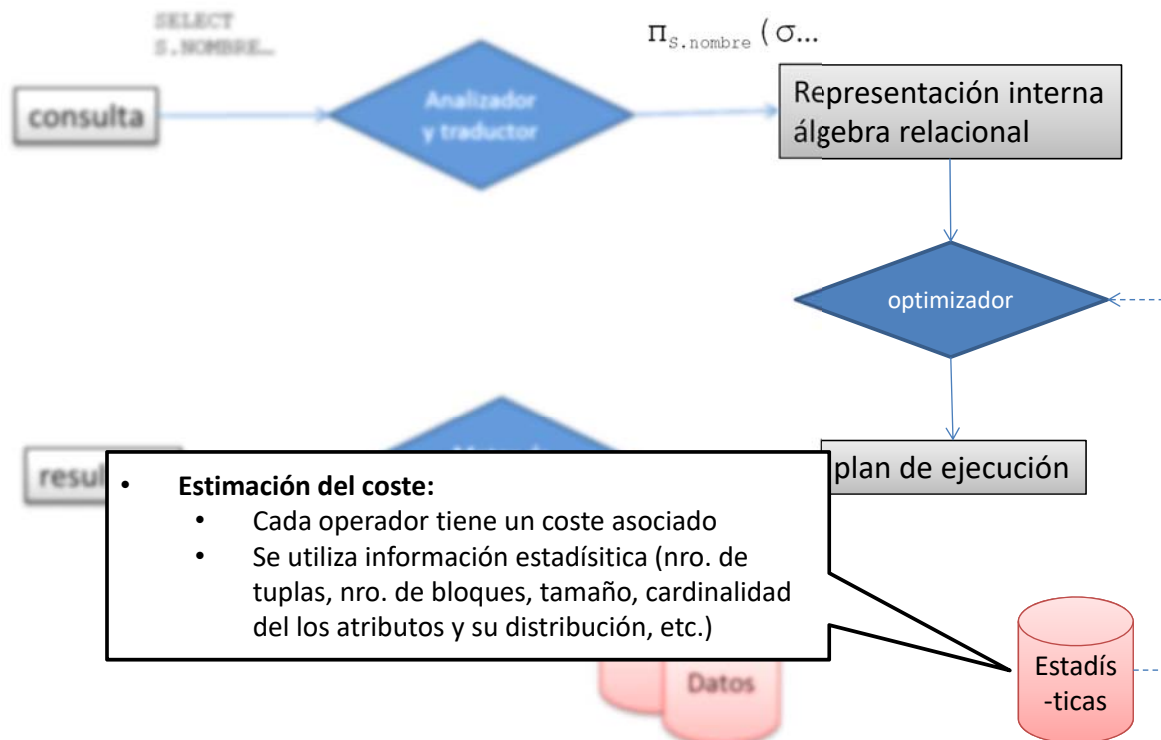 SELECT
S.NOMBRE…
Π S.nombre (σ…
consulta
Analizador
y traductor
Representación interna
álgebra relacional
optimizador
resul
plan de ejecución
• Estimación del coste:
• Cada operador tiene un coste asociado
• Se utiliza información estadísitica (nro. de
tuplas, nro. de bloques, tamaño, cardinalidad
del los atributos y su distribución, etc.)
Datos
Estadís
-ticas